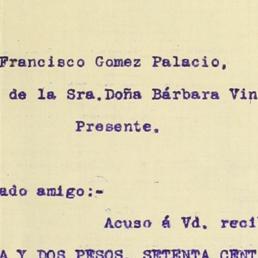 Francisco Gomez Palacio,
de la Sra.Doña Bárbara Vin
Presente.
ado amigo:-
Acuso á Vd. reci
A Y DOS PESOS, SETENTA CENT